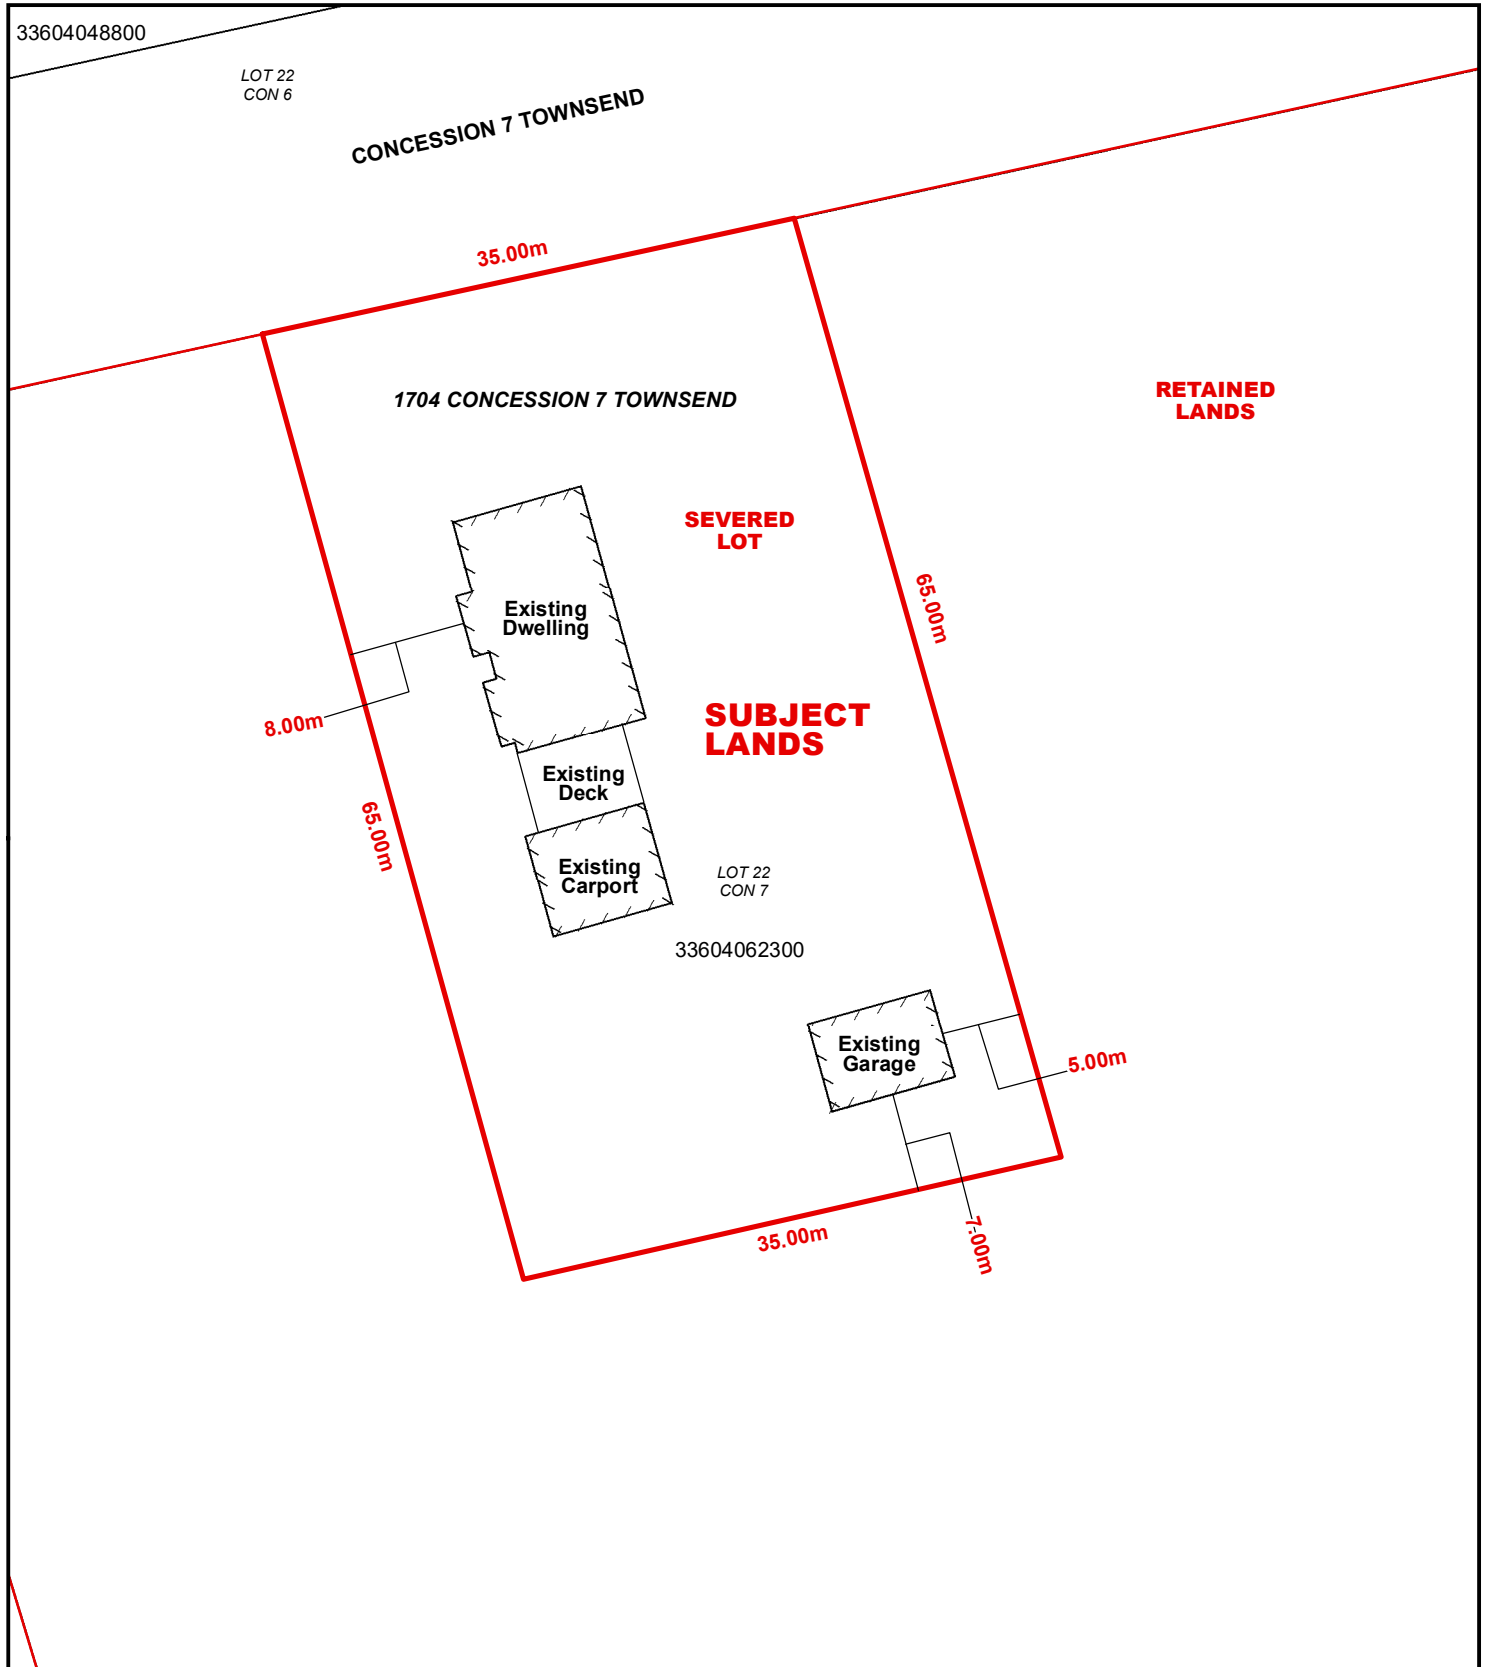 33604048800
LOT 22
CON 6
CONCESSION 7 TOWNSEND
35.00m
1704 CONCESSION 7 TOWNSEND
RETAINED
LANDS
SEVERED
LOT
65.00m
Existing
Dwelling
8.00m
SUBJECT
LANDS
Existing
Deck
65.00m
Existing
Carport
LOT 22
CON 7
33604062300
Existing
Garage
5.00m
35.00m
7.00m